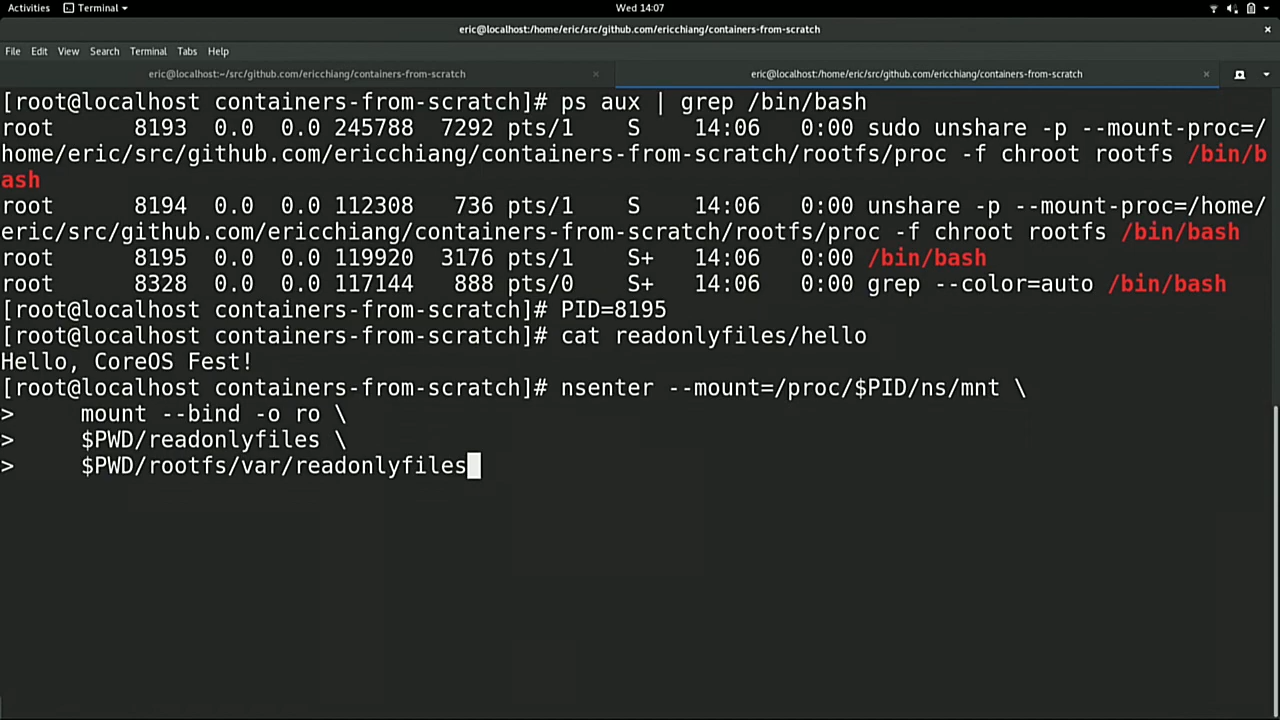 Activities Terminal Wed 14:07
eric@localhost:/home/eric/src/github.com/ericchiang/containers-from-scratch
File Edit View Search Terminal Tabs Help
eric@localhost:~/src/github.com/ericchiang/containers-from-scratch eric@localhost:/home/eric/src/github.com/ericchiang/containers-from-scratch
[root@localhost containers-from-scratch]# ps aux | grep /bin/bash
root 8193 0.0 0.0 245788 7292 pts/1 S 14:06 0:00 sudo unshare -p --mount-proc=/
home/eric/src/github.com/ericchiang/containers-from-scratch/rootfs/proc -f chroot rootfs /bin/b
ash
root 8194 0.0 0.0 112308 736 pts/1 S 14:06 0:00 unshare -p --mount-proc=/home/
eric/src/github.com/ericchiang/containers-from-scratch/rootfs/proc -f chroot rootfs /bin/bash
root 8195 0.0 0.0 119920 3176 pts/1 S+ 14:06 0:00 /bin/bash
root 8328 0.0 0.0 117144 888 pts/0 S+ 14:06 0:00 grep --color=auto /bin/bash
[root@localhost containers-from-scratch]# PID=8195
[root@localhost containers-from-scratch]# cat readonlyfiles/hello
Hello, CoreOS Fest!
[root@localhost containers-from-scratch]# nsenter --mount=/proc/$PID/ns/mnt \
> mount --bind -o ro \
> $PWD/readonlyfiles \
> $PWD/rootfs/var/readonlyfiles